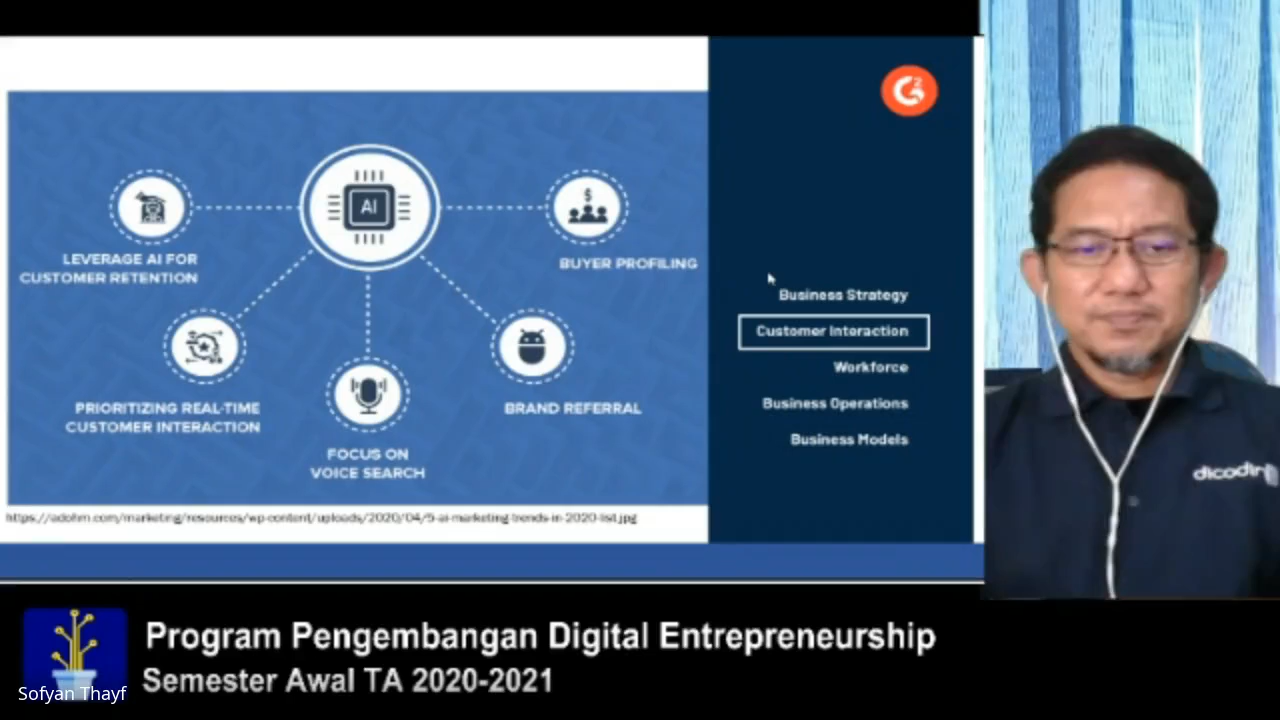 AI
LEVERAGE AI FOR
CUSTOMER RETENTION
BUYER PROFILING
PRIORITIZING REAL-TIME
CUSTOMER INTERACTION
BRAND REFERRAL
FOCUS ON
VOICE SEARCH
https://adohm.com/marketing/resources/wp-content/uploads/2020/04/5-ai-marketing-trends-in-2020-list.jpg
G2
Business Strategy
Customer Interaction
Workforce
Business Operations
Business Models
dicoding
Program Pengembangan Digital Entrepreneurship
Semester Awal TA 2020-2021
Sofyan Thayf